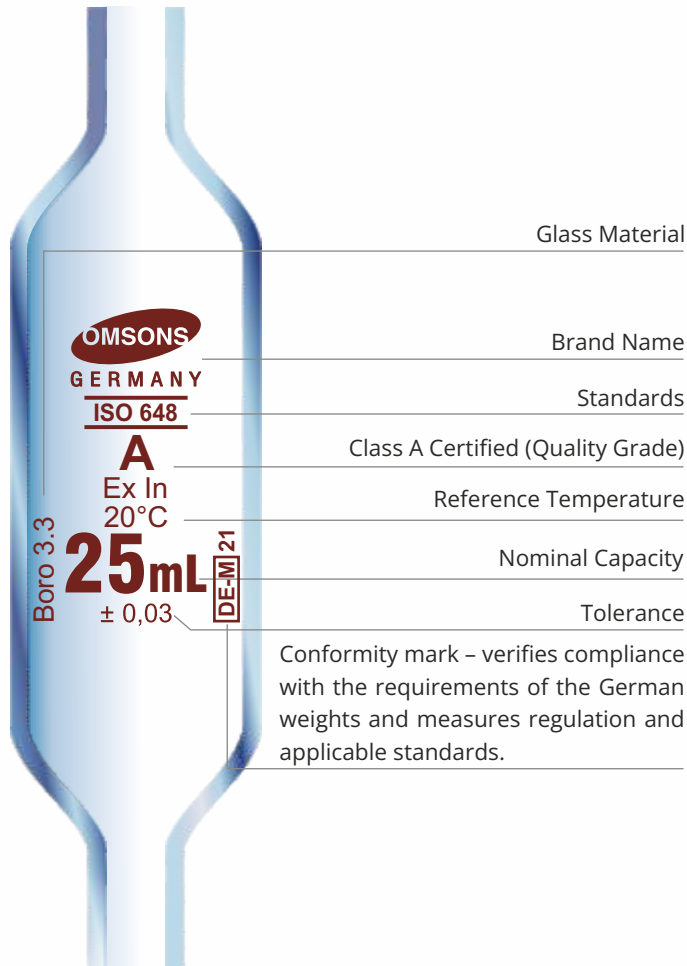 Glass Material
OMSONS
GERMANY
Brand Name
ISO 648
Standards
A
Class A Certified (Quality Grade)
Ex In
20°C
Reference Temperature
Boro 3.3
25mL
DE-M 21
Nominal Capacity
± 0,03
Tolerance
Conformity mark – verifies compliance
with the requirements of the German
weights and measures regulation and
applicable standards.